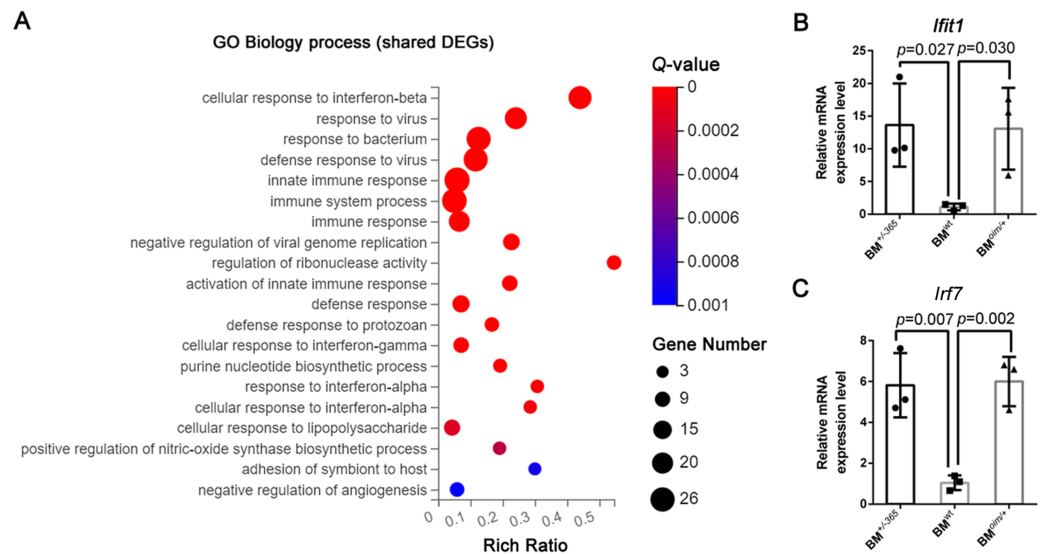 A
GO Biology process (shared DEGs)
cellular response to interferon-beta
response to virus
response to bacterium
defense response to virus
innate immune response
immune system process
immune response
negative regulation of viral genome replication
regulation of ribonuclease activity
activation of innate immune response
defense response
defense response to protozoan
cellular response to interferon-gamma
purine nucleotide biosynthetic process
response to interferon-alpha
cellular response to interferon-alpha
cellular response to lipopolysaccharide
positive regulation of nitric-oxide synthase biosynthetic process
adhesion of symbiont to host
negative regulation of angiogenesis
0 0.1 0.2 0.3 0.4 0.5
Rich Ratio
Q-value
0
0.0002
0.0004
0.0006
0.0008
0.001
Gene Number
3
9
15
20
26
B
Ifit1
p=0.027 p=0.030
Relative mRNA
expression level
25
20
15
10
5
0
BM+/-365 BMwt BMoim/+
C
Irf7
p=0.007 p=0.002
Relative mRNA
expression level
8
6
4
2
0
BM+/-365 BMwt BMoim/+